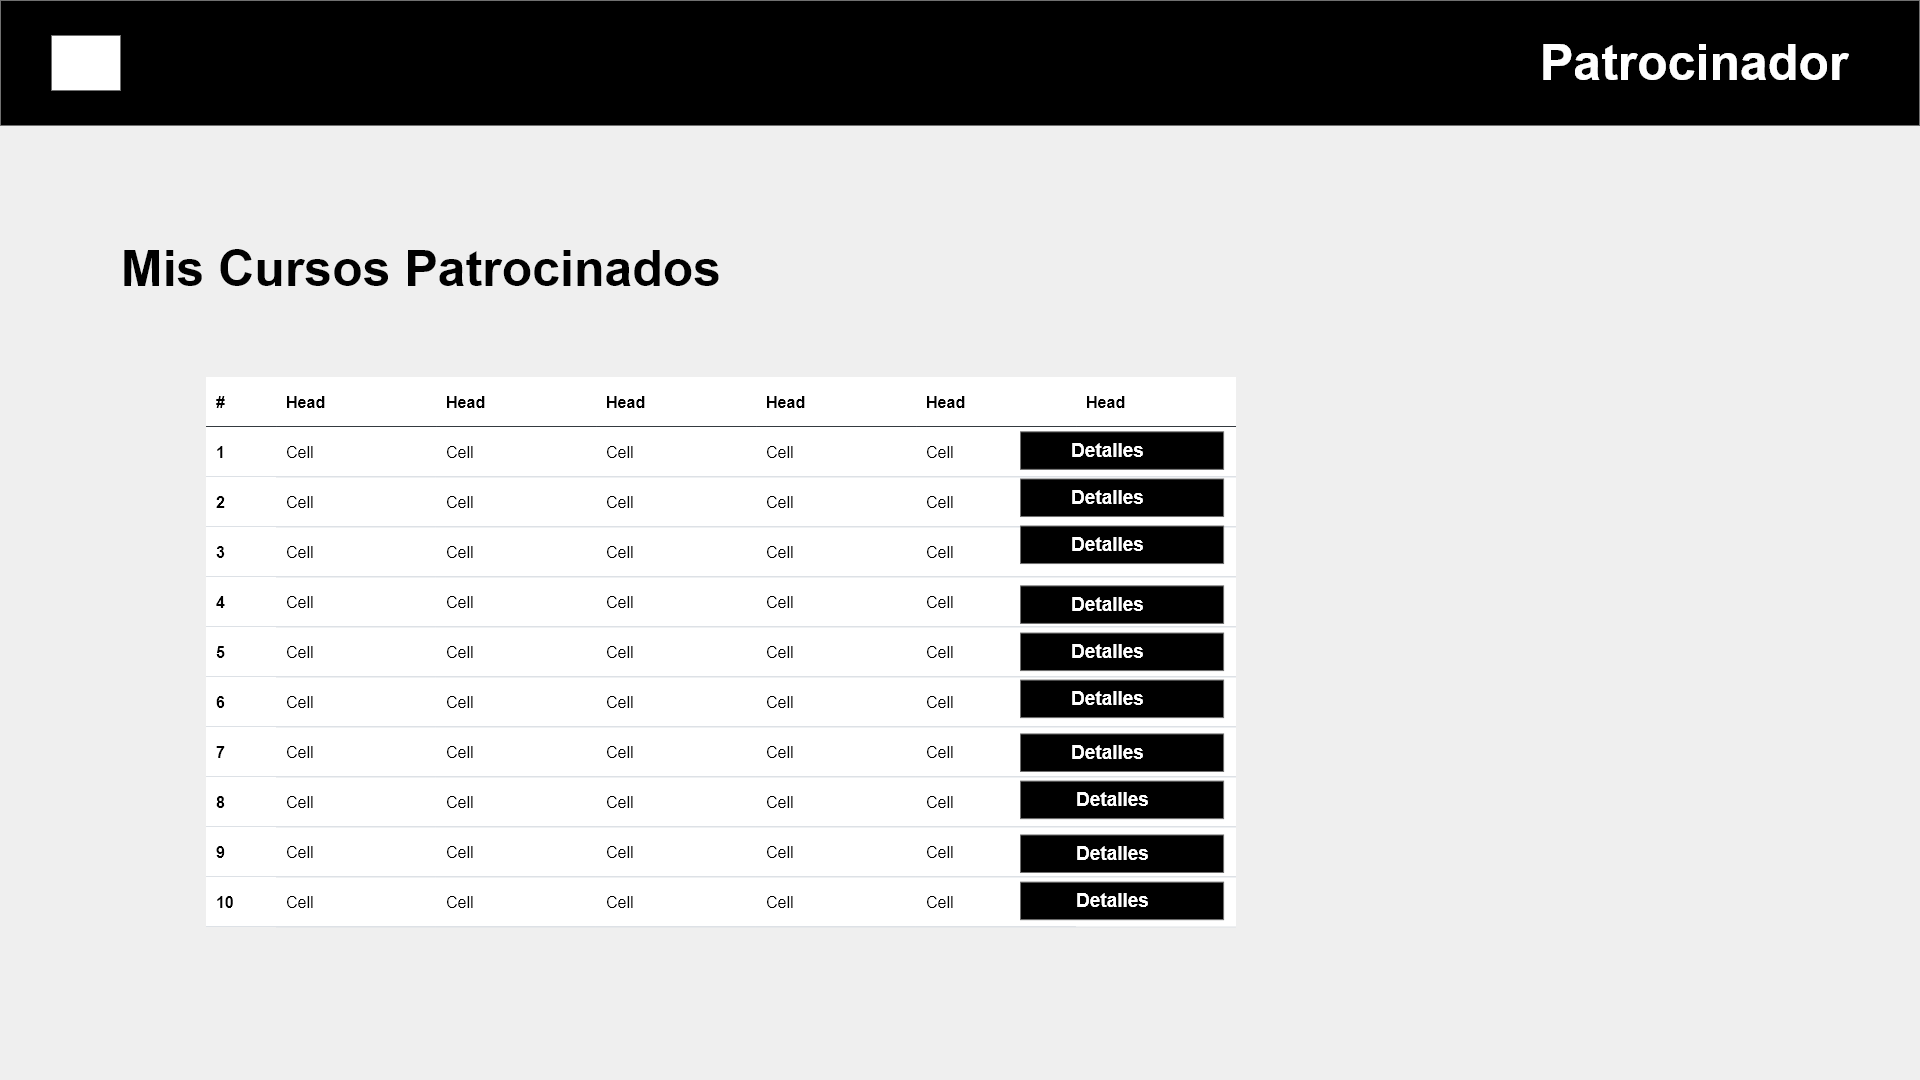 Patrocinador
Mis Cursos Patrocinados
# Head Head Head Head Head Head
1 Cell Cell Cell Cell Cell Detalles
2 Cell Cell Cell Cell Cell Detalles
3 Cell Cell Cell Cell Cell Detalles
4 Cell Cell Cell Cell Cell Detalles
5 Cell Cell Cell Cell Cell Detalles
6 Cell Cell Cell Cell Cell Detalles
7 Cell Cell Cell Cell Cell Detalles
8 Cell Cell Cell Cell Cell Detalles
9 Cell Cell Cell Cell Cell Detalles
10 Cell Cell Cell Cell Cell Detalles